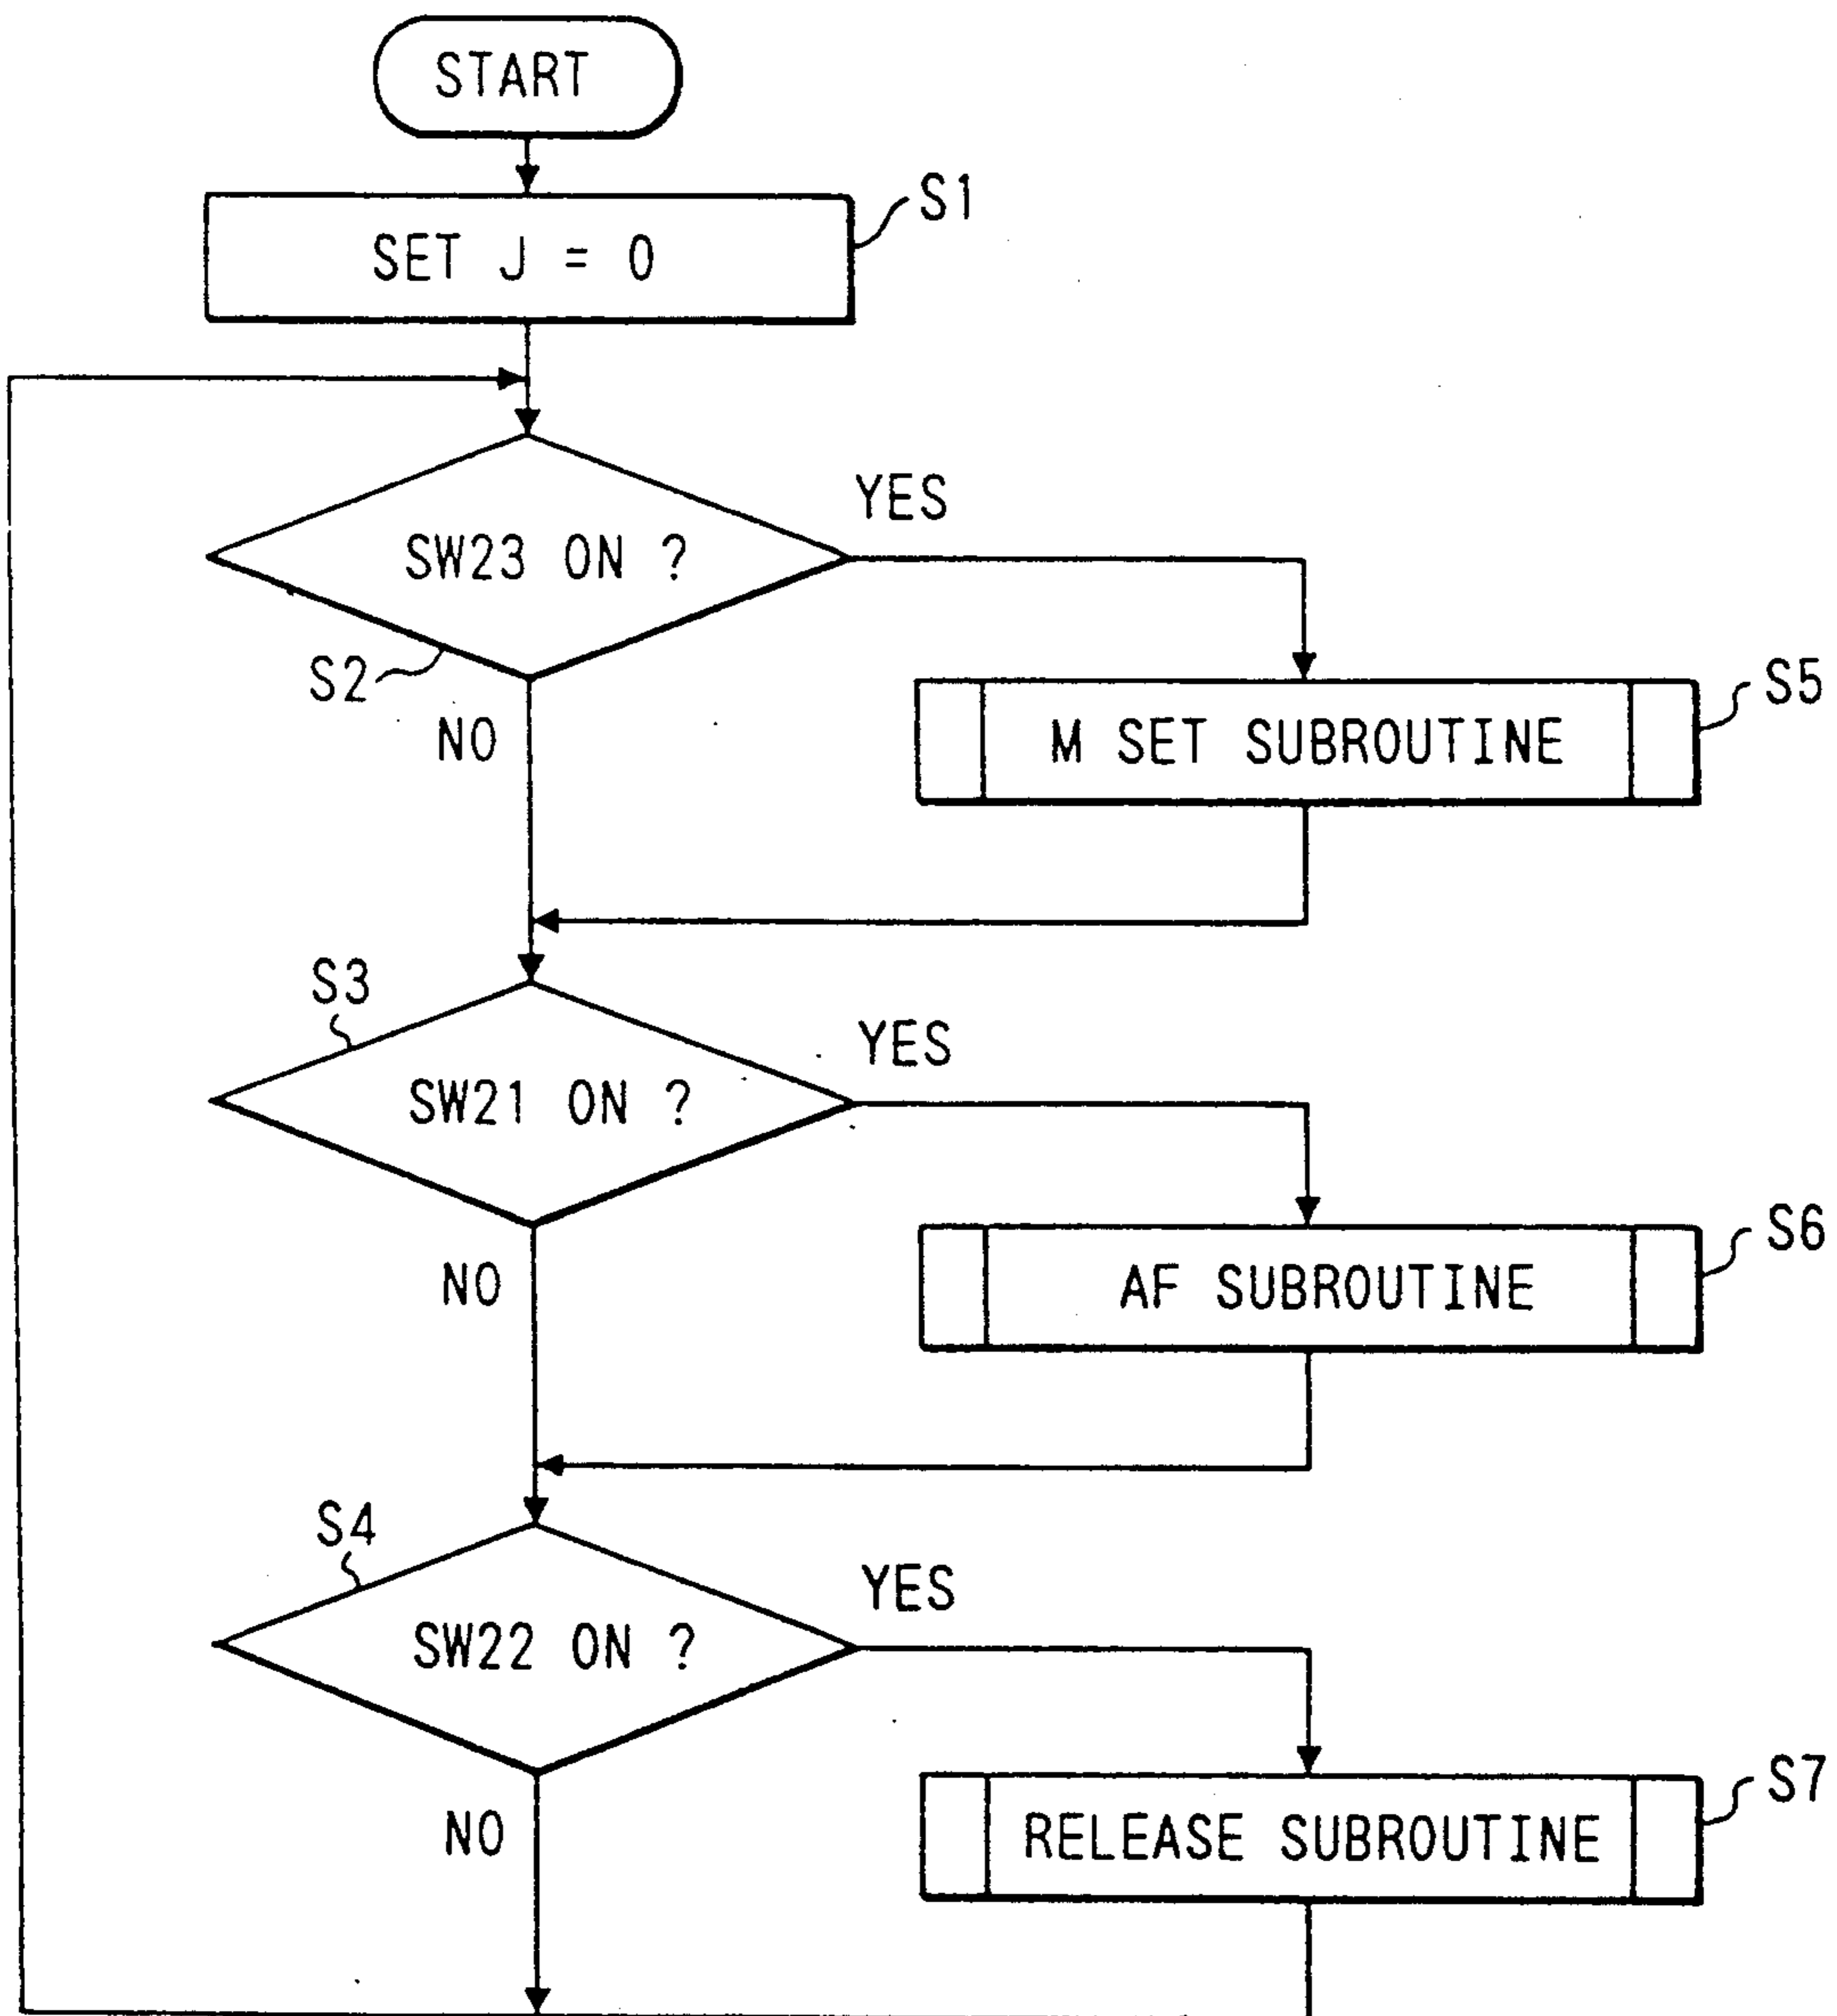 START
SET J = 0
S1
SW23 ON ?
YES
S2
NO
M SET SUBROUTINE
S5
S3
SW21 ON ?
YES
NO
AF SUBROUTINE
S6
S4
SW22 ON ?
YES
NO
RELEASE SUBROUTINE
S7